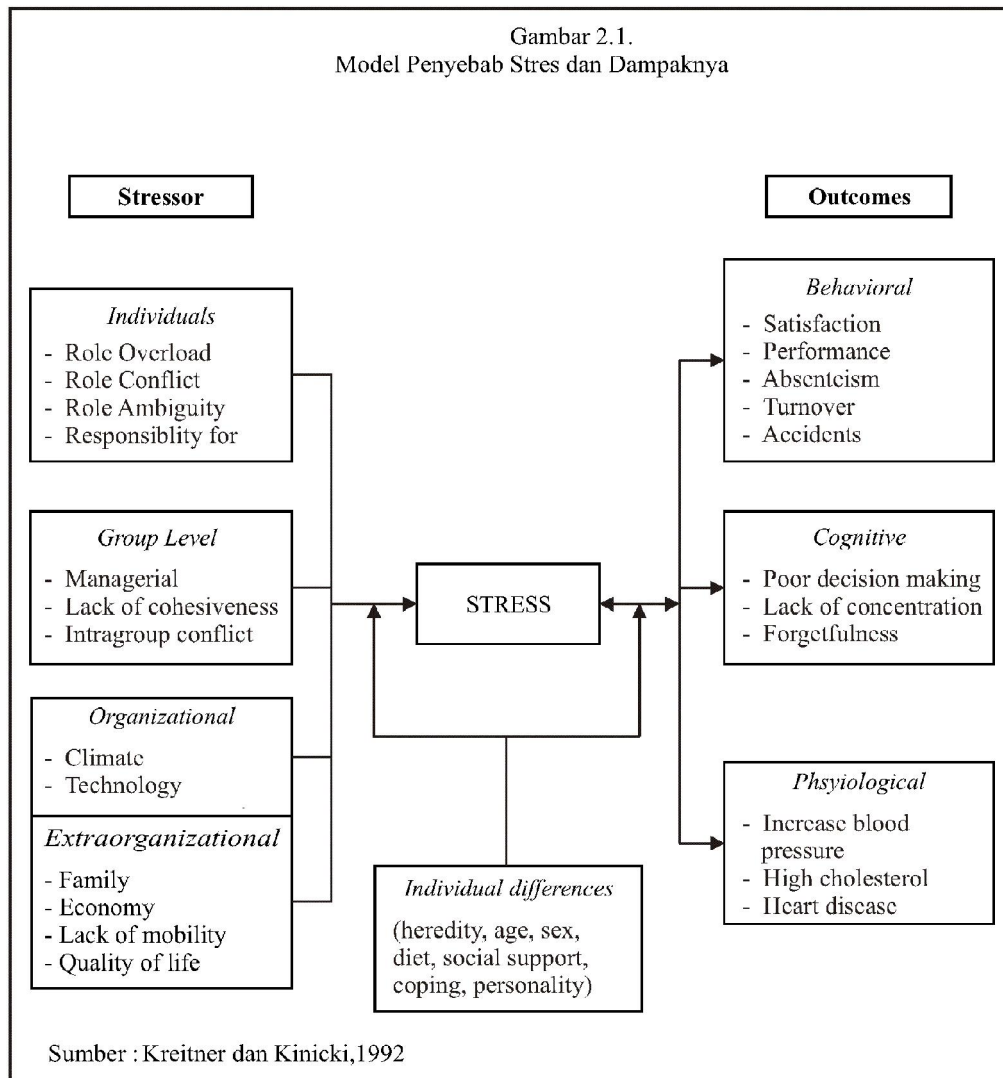 Gambar 2.1.
Model Penyebab Stres dan Dampaknya
Stressor
Individuals
- Role Overload
- Role Conflict
- Role Ambiguity
- Responsiblity for
Group Level
- Managerial
- Lack of cohesiveness
- Intragroup conflict
Organizational
- Climate
- Technology
Extraorganizational
- Family
- Economy
- Lack of mobility
- Quality of life
STRESS
Individual differences
(heredity, age, sex,
diet, social support,
coping, personality)
Outcomes
Behavioral
- Satisfaction
- Performance
- Absenteism
- Turnover
- Accidents
Cognitive
- Poor decision making
- Lack of concentration
- Forgetfulness
Phsyiological
- Increase blood
pressure
- High cholesterol
- Heart disease
Sumber : Kreitner dan Kinicki,1992